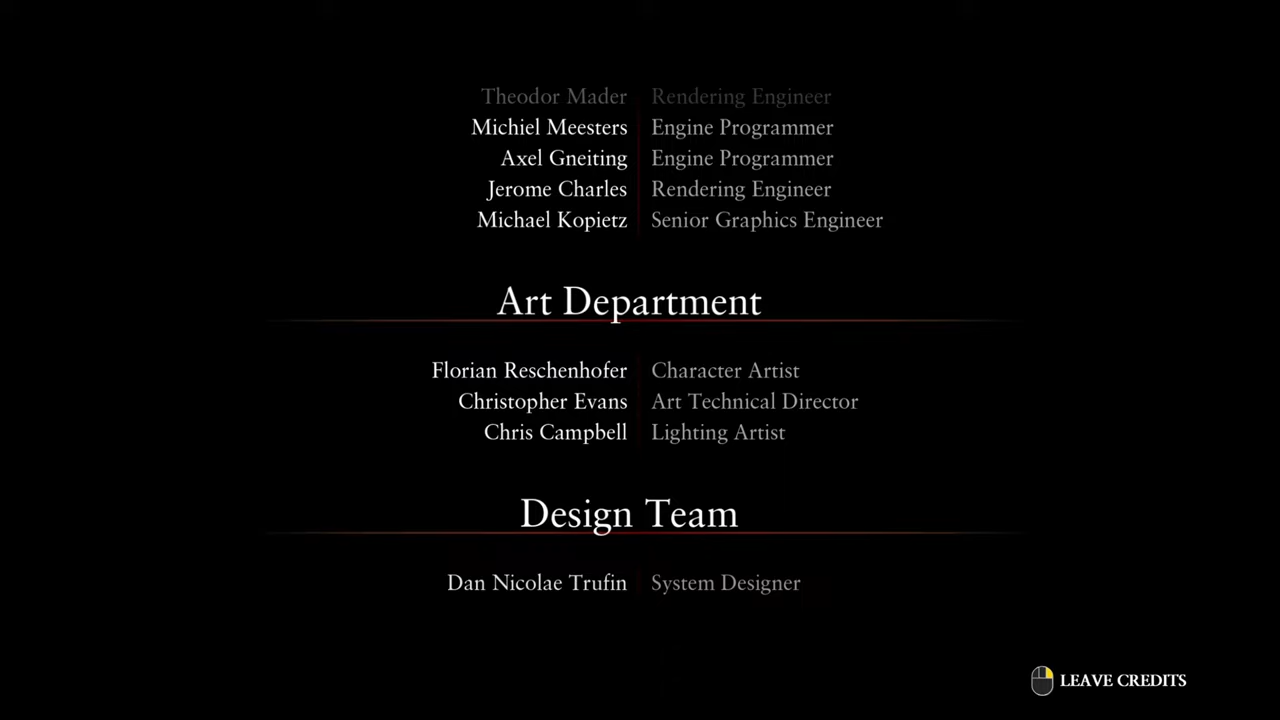 Theodor Mader Rendering Engineer
Michiel Meesters Engine Programmer
Axel Gneiting Engine Programmer
Jerome Charles Rendering Engineer
Michael Kopietz Senior Graphics Engineer
Art Department
Florian Reschenhofer Character Artist
Christopher Evans Art Technical Director
Chris Campbell Lighting Artist
Design Team
Dan Nicolae Trufin System Designer
LEAVE CREDITS